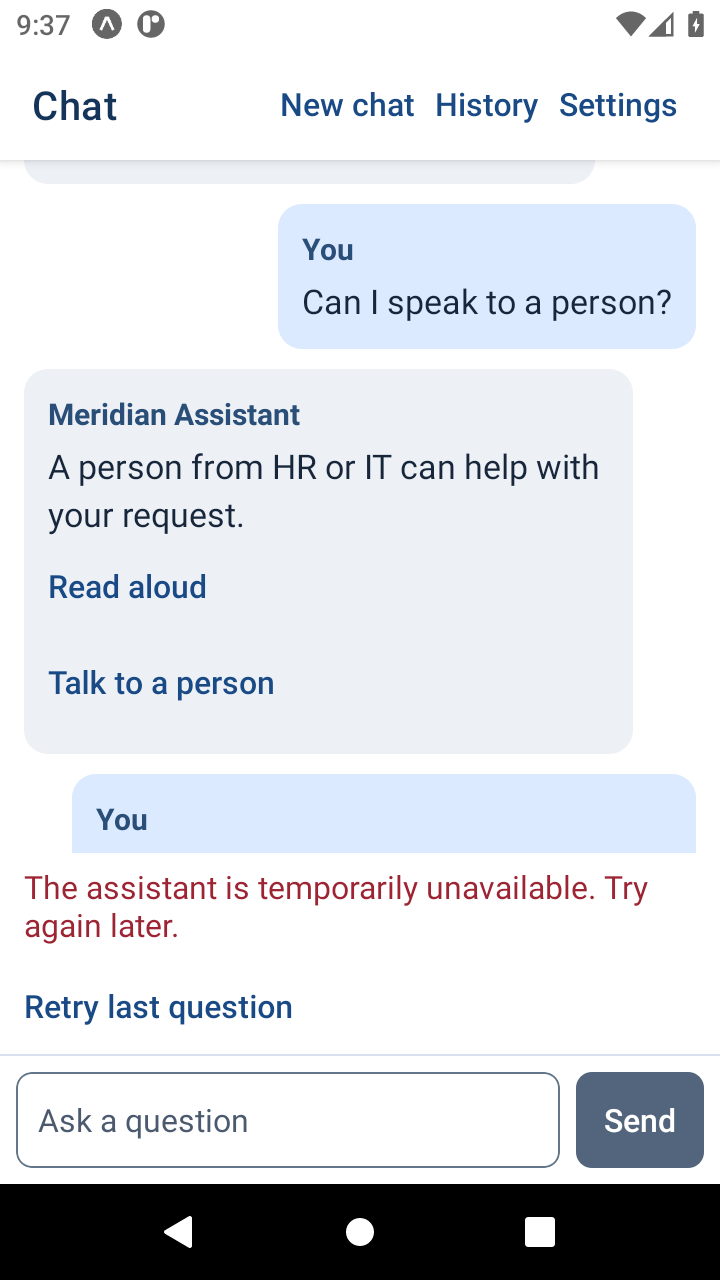 9:37
Chat
New chat
History
Settings
You
Can I speak to a person?
Meridian Assistant
A person from HR or IT can help with
your request.
Read aloud
Talk to a person
You
The assistant is temporarily unavailable. Try
again later.
Retry last question
Ask a question
Send